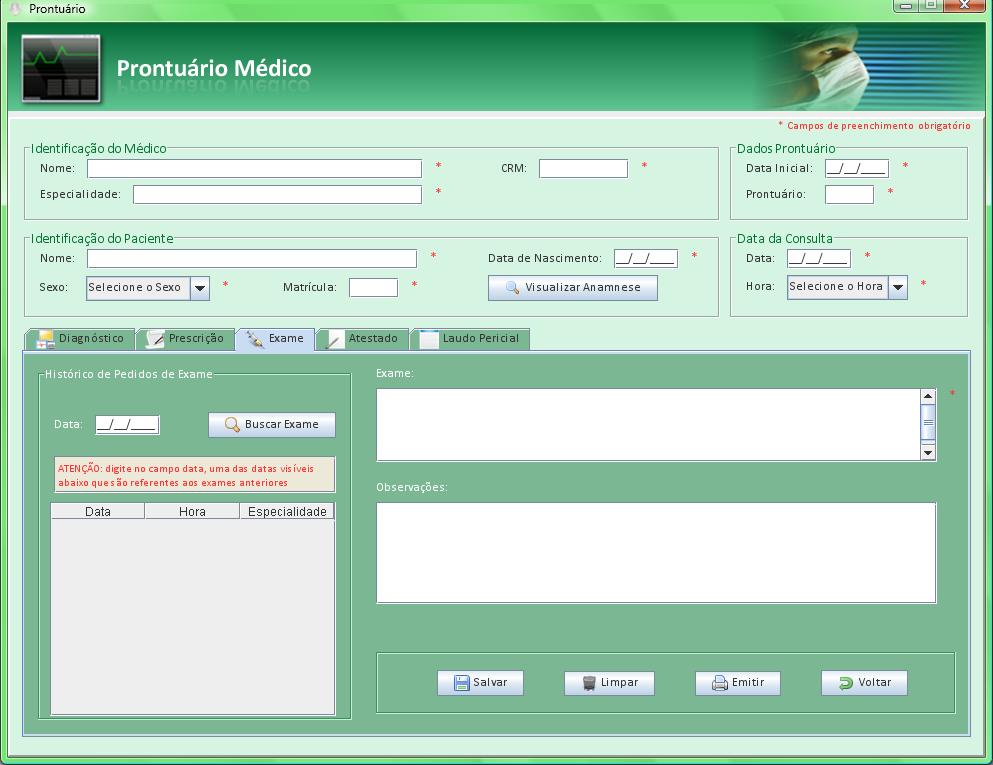 Prontuário
Prontuário Médico
* Campos de preenchimento obrigatório
Identificação do Médico
Nome: * CRM: *
Especialidade: *
Dados Prontuário
Data Inicial: __/__/____ *
Prontuário: *
Identificação do Paciente
Nome: * Data de Nascimento: __/__/____ *
Sexo: Selecione o Sexo * Matrícula: * Visualizar Anamnese
Data da Consulta
Data: __/__/____ *
Hora: Selecione o Hora *
Diagnóstico Prescrição Exame Atestado Laudo Pericial
Histórico de Pedidos de Exame
Data: __/__/____ Buscar Exame
ATENÇÃO: digite no campo data, uma das datas visíveis
abaixo que são referentes aos exames anteriores
Data Hora Especialidade
Exame: *
Observações:
Salvar Limpar Emitir Voltar